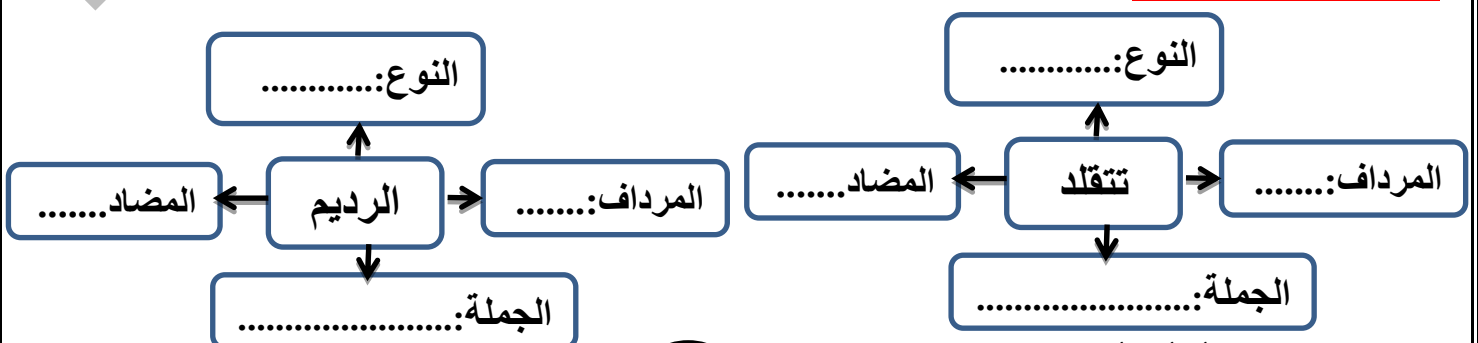 النوع:............
المرداف:.......
تتقلد
المضاد.......
الجملة:.......................
النوع:............
المرداف:.......
الرديم
المضاد.......
الجملة:.......................